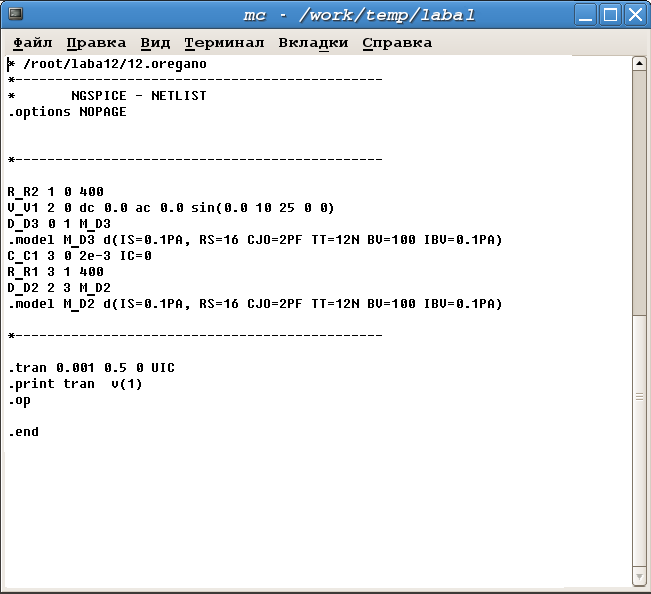 mc - /work/temp/laba1
Файл Правка Вид Терминал Вкладки Справка
* /root/laba12/12.oregano
*----------------------------------------------
*       NGSPICE - NETLIST
.options NOPAGE
*----------------------------------------------
R_R2 1 0 400
V_V1 2 0 dc 0.0 ac 0.0 sin(0.0 10 25 0 0)
D_D3 0 1 M_D3
.model M_D3 d(IS=0.1PA, RS=16 CJO=2PF TT=12N BV=100 IBV=0.1PA)
C_C1 3 0 2e-3 IC=0
R_R1 3 1 400
D_D2 2 3 M_D2
.model M_D2 d(IS=0.1PA, RS=16 CJO=2PF TT=12N BV=100 IBV=0.1PA)
*----------------------------------------------
.tran 0.001 0.5 0 UIC
.print tran  v(1)
.op
.end